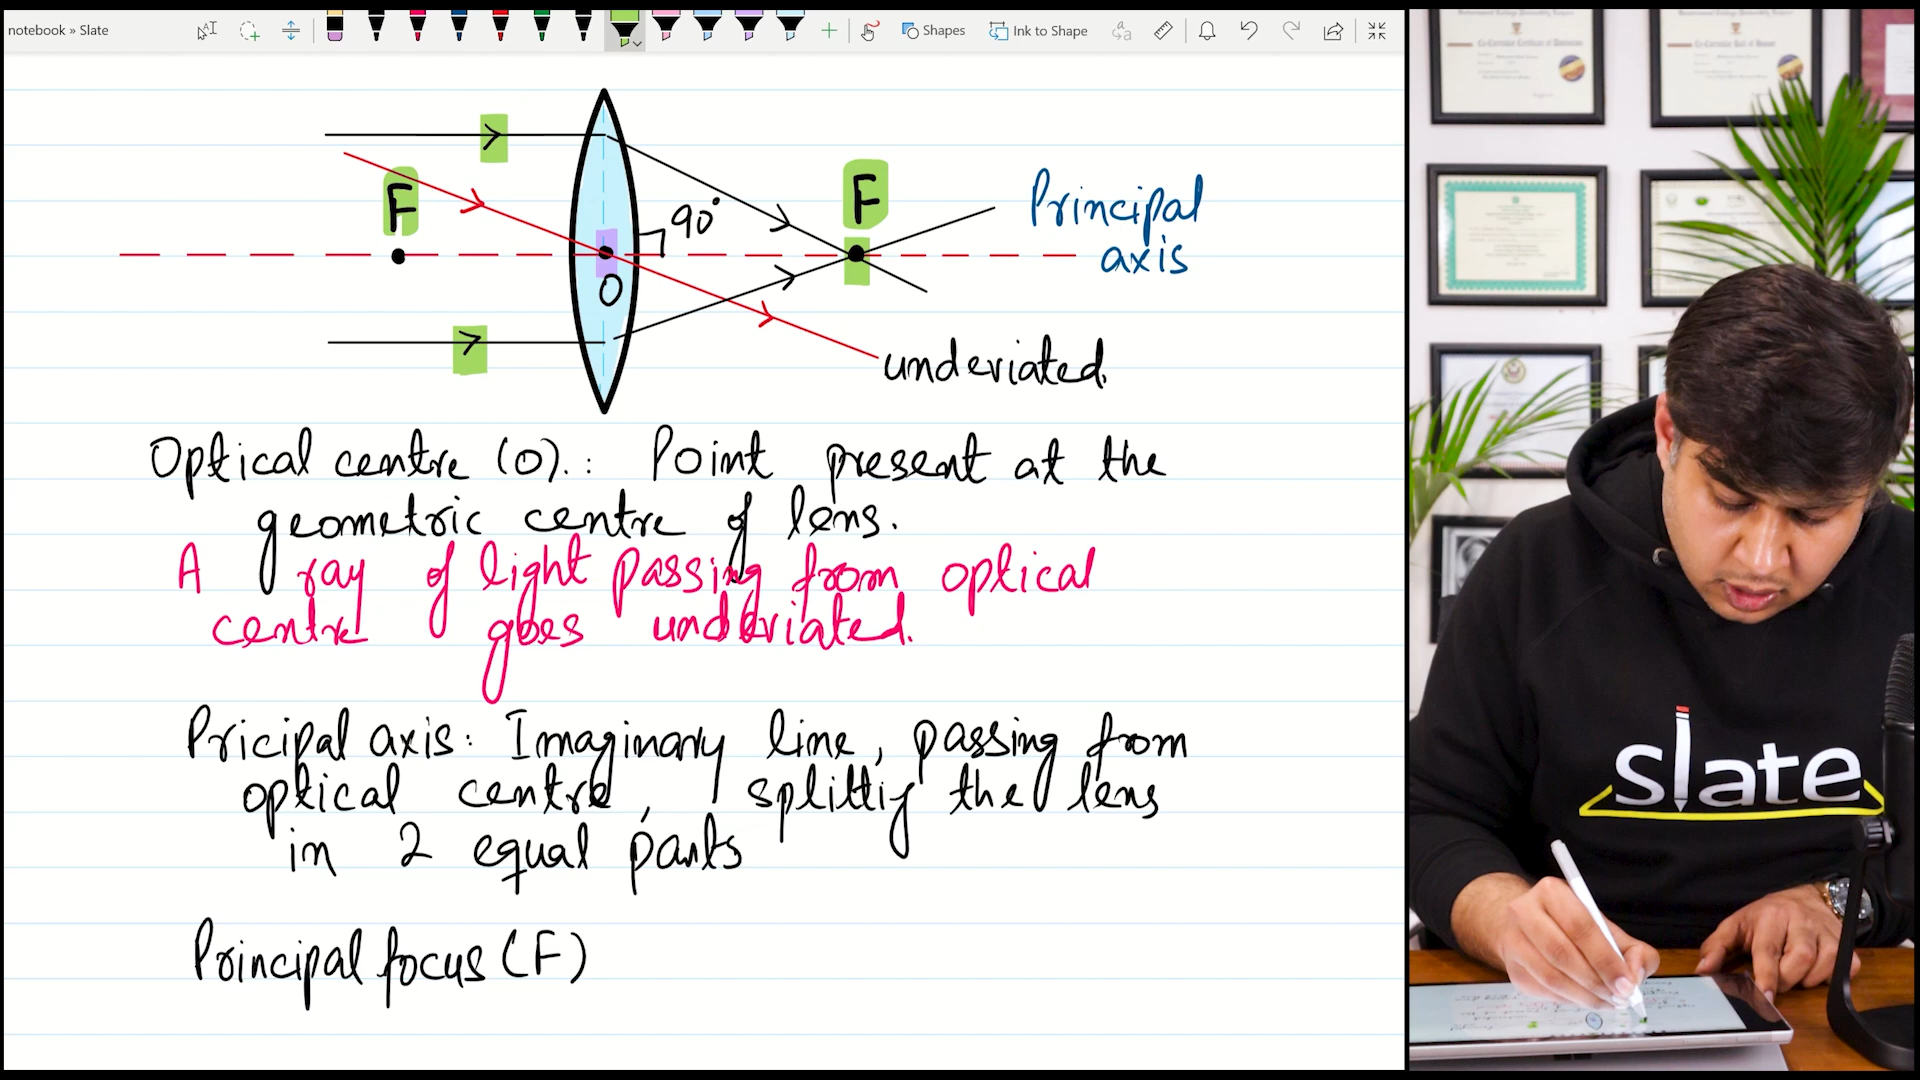 notebook » Slate
Shapes
Ink to Shape
F
F
90°
O
Principal
axis
undeviated.
Optical centre (O).: Point present at the
geometric centre of lens.
A ray of light passing from optical
centre goes undeviated.
Pricipal axis: Imaginary line, passing from
optical centre, splittig the lens
in 2 equal parts
Principal focus (F)
slate